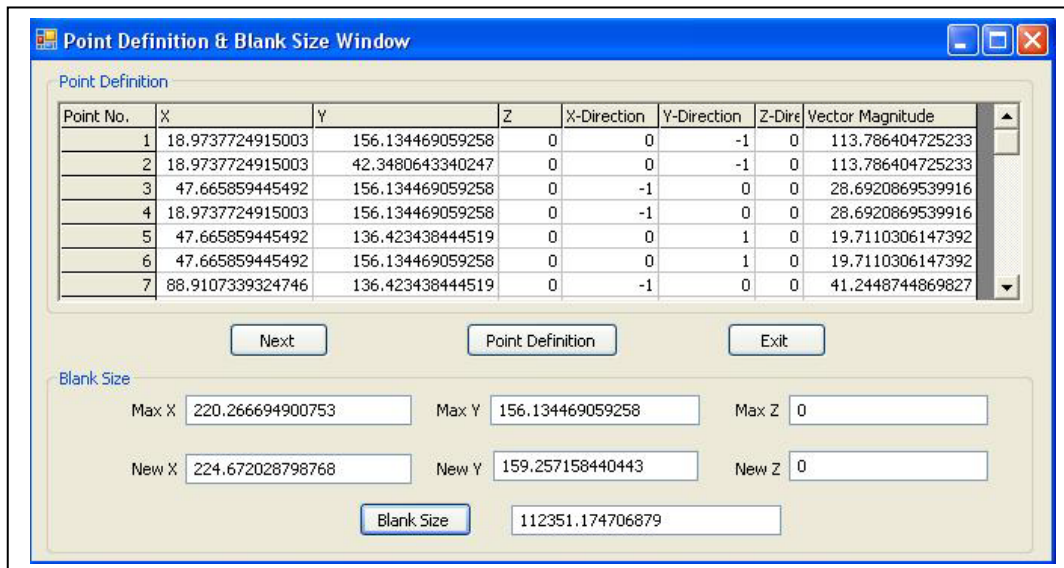 Point Definition & Blank Size Window
Point Definition
Point No. X Y Z X-Direction Y-Direction Z-Dire Vector Magnitude
1 18.9737724915003 156.134469059258 0 0 -1 0 113.786404725233
2 18.9737724915003 42.3480643340247 0 0 -1 0 113.786404725233
3 47.665859445492 156.134469059258 0 -1 0 0 28.6920869539916
4 18.9737724915003 156.134469059258 0 -1 0 0 28.6920869539916
5 47.665859445492 136.423438444519 0 0 1 0 19.7110306147392
6 47.665859445492 156.134469059258 0 0 1 0 19.7110306147392
7 88.9107339324746 136.423438444519 0 -1 0 0 41.2448744869827
Next Point Definition Exit
Blank Size
Max X 220.266694900753 Max Y 156.134469059258 Max Z 0
New X 224.672028798768 New Y 159.257158440443 New Z 0
Blank Size 112351.174706879